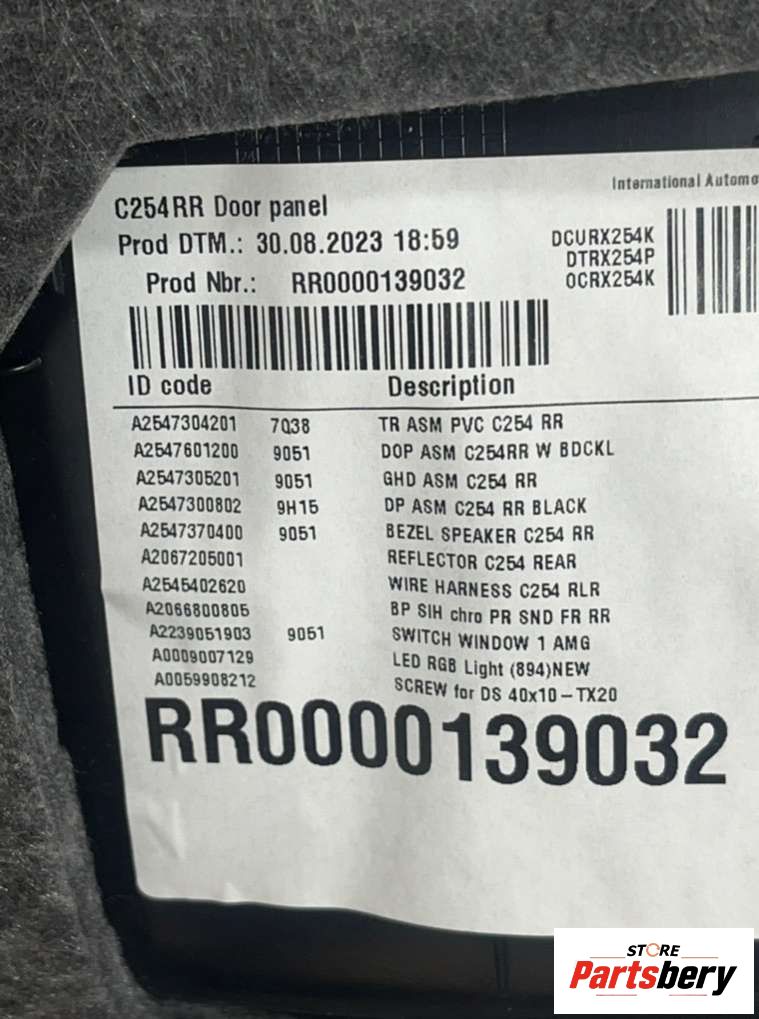 International Automo
C254RR Door panel
Prod DTM.: 30.08.2023 18:59
DCURX254K
DTRX254P
OCRX254K
Prod Nbr.: RR0000139032
ID code Description
A2547304201 7Q38 TR ASM PVC C254 RR
A2547601200 9051 DOP ASM C254RR W BDCKL
A2547305201 9051 GHD ASM C254 RR
A2547300802 9H15 DP ASM C254 RR BLACK
A2547370400 9051 BEZEL SPEAKER C254 RR
A2067205001 REFLECTOR C254 REAR
A2545402620 WIRE HARNESS C254 RLR
A2066800805 BP SIH chro PR SND FR RR
A2239051903 9051 SWITCH WINDOW 1 AMG
A0009007129 LED RGB Light (894)NEW
A0059908212 SCREW for DS 40x10-TX20
RR0000139032
STORE
Partsbery